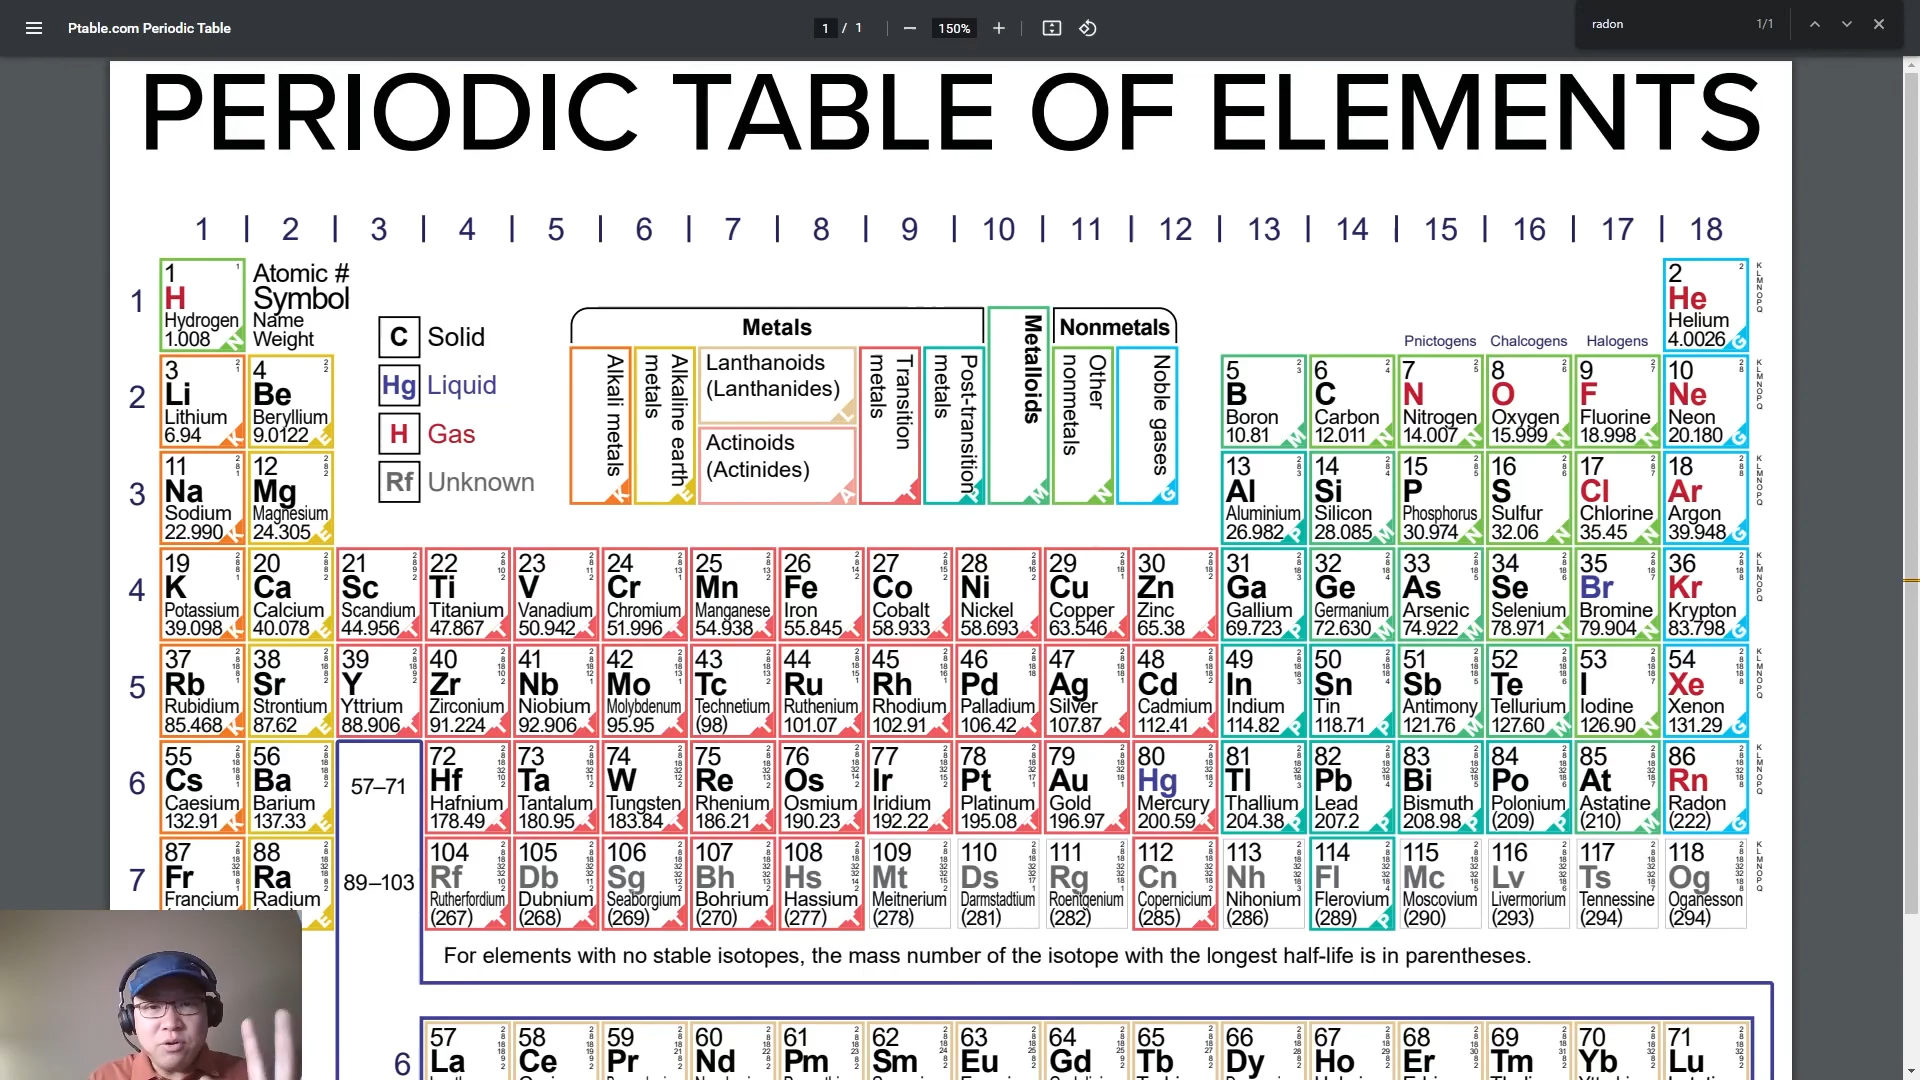 Ptable.com Periodic Table
1 / 1
150%
radon
1/1
PERIODIC TABLE OF ELEMENTS
1 | 2 | 3 | 4 | 5 | 6 | 7 | 8 | 9 | 10 | 11 | 12 | 13 | 14 | 15 | 16 | 17 | 18
1
1 H Hydrogen 1.008 N
Atomic #
Symbol
Name
Weight
C Solid
Hg Liquid
H Gas
Rf Unknown
Metals
Alkali metals K
Alkaline earth metals E
Lanthanoids (Lanthanides) L
Actinoids (Actinides) A
Transition metals T
Post-transition metals P
Metalloids M
Nonmetals
Other nonmetals N
Noble gases G
Pnictogens Chalcogens Halogens
2 He Helium 4.0026 G
2
3 Li Lithium 6.94 K
4 Be Beryllium 9.0122 E
5 B Boron 10.81 M
6 C Carbon 12.011 N
7 N Nitrogen 14.007 N
8 O Oxygen 15.999 N
9 F Fluorine 18.998 N
10 Ne Neon 20.180 G
3
11 Na Sodium 22.990 K
12 Mg Magnesium 24.305 E
13 Al Aluminium 26.982 P
14 Si Silicon 28.085 M
15 P Phosphorus 30.974 N
16 S Sulfur 32.06 N
17 Cl Chlorine 35.45 N
18 Ar Argon 39.948 G
4
19 K Potassium 39.098 K
20 Ca Calcium 40.078 E
21 Sc Scandium 44.956 T
22 Ti Titanium 47.867 T
23 V Vanadium 50.942 T
24 Cr Chromium 51.996 T
25 Mn Manganese 54.938 T
26 Fe Iron 55.845 T
27 Co Cobalt 58.933 T
28 Ni Nickel 58.693 T
29 Cu Copper 63.546 T
30 Zn Zinc 65.38 T
31 Ga Gallium 69.723 P
32 Ge Germanium 72.630 M
33 As Arsenic 74.922 M
34 Se Selenium 78.971 N
35 Br Bromine 79.904 N
36 Kr Krypton 83.798 G
5
37 Rb Rubidium 85.468 K
38 Sr Strontium 87.62 E
39 Y Yttrium 88.906 T
40 Zr Zirconium 91.224 T
41 Nb Niobium 92.906 T
42 Mo Molybdenum 95.95 T
43 Tc Technetium (98) T
44 Ru Ruthenium 101.07 T
45 Rh Rhodium 102.91 T
46 Pd Palladium 106.42 T
47 Ag Silver 107.87 T
48 Cd Cadmium 112.41 T
49 In Indium 114.82 P
50 Sn Tin 118.71 P
51 Sb Antimony 121.76 M
52 Te Tellurium 127.60 M
53 I Iodine 126.90 N
54 Xe Xenon 131.29 G
6
55 Cs Caesium 132.91 K
56 Ba Barium 137.33 E
57–71
72 Hf Hafnium 178.49 T
73 Ta Tantalum 180.95 T
74 W Tungsten 183.84 T
75 Re Rhenium 186.21 T
76 Os Osmium 190.23 T
77 Ir Iridium 192.22 T
78 Pt Platinum 195.08 T
79 Au Gold 196.97 T
80 Hg Mercury 200.59 T
81 Tl Thallium 204.38 P
82 Pb Lead 207.2 P
83 Bi Bismuth 208.98 P
84 Po Polonium (209) P
85 At Astatine (210) M
86 Rn Radon (222) G
7
87 Fr Francium
88 Ra Radium
89–103
104 Rf Rutherfordium (267) T
105 Db Dubnium (268) T
106 Sg Seaborgium (269) T
107 Bh Bohrium (270) T
108 Hs Hassium (277) T
109 Mt Meitnerium (278)
110 Ds Darmstadtium (281)
111 Rg Roentgenium (282)
112 Cn Copernicium (285) T
113 Nh Nihonium (286)
114 Fl Flerovium (289) P
115 Mc Moscovium (290)
116 Lv Livermorium (293)
117 Ts Tennessine (294)
118 Og Oganesson (294)
For elements with no stable isotopes, the mass number of the isotope with the longest half-life is in parentheses.
6
57 La
58 Ce
59 Pr
60 Nd
61 Pm
62 Sm
63 Eu
64 Gd
65 Tb
66 Dy
67 Ho
68 Er
69 Tm
70 Yb
71 Lu